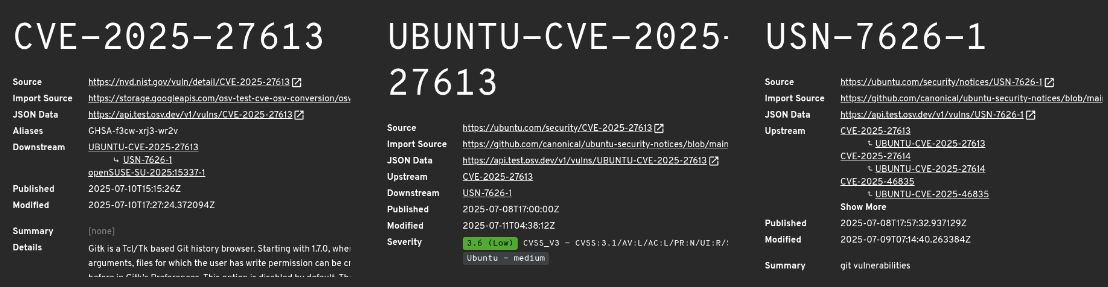 CVE-2025-27613
Source https://nvd.nist.gov/vuln/detail/CVE-2025-27613
Import Source https://storage.googleapis.com/osv-test-cve-osv-conversion/osv
JSON Data https://api.test.osv.dev/v1/vulns/CVE-2025-27613
Aliases GHSA-f3cw-xrj3-wr2v
Downstream UBUNTU-CVE-2025-27613
USN-7626-1
openSUSE-SU-2025:15337-1
Published 2025-07-10T15:15:26Z
Modified 2025-07-10T17:27:24.372094Z
Summary [none]
Details Gitk is a Tcl/Tk based Git history browser. Starting with 1.7.0, when
arguments, files for which the user has write permission can be cr
before in Gitk's Preferences. This option is disabled by default. Th
UBUNTU-CVE-2025-
27613
Source https://ubuntu.com/security/CVE-2025-27613
Import Source https://github.com/canonical/ubuntu-security-notices/blob/main
JSON Data https://api.test.osv.dev/v1/vulns/UBUNTU-CVE-2025-27613
Upstream CVE-2025-27613
Downstream USN-7626-1
Published 2025-07-08T17:00:00Z
Modified 2025-07-11T04:38:12Z
Severity 3.6 (Low) CVSS_V3 - CVSS:3.1/AV:L/AC:L/PR:N/UI:R/S
Ubuntu - medium
USN-7626-1
Source https://ubuntu.com/security/notices/USN-7626-1
Import Source https://github.com/canonical/ubuntu-security-notices/blob/mai
JSON Data https://api.test.osv.dev/v1/vulns/USN-7626-1
Upstream CVE-2025-27613
UBUNTU-CVE-2025-27613
CVE-2025-27614
UBUNTU-CVE-2025-27614
CVE-2025-46835
UBUNTU-CVE-2025-46835
Show More
Published 2025-07-08T17:57:32.937129Z
Modified 2025-07-09T07:14:40.263384Z
Summary git vulnerabilities